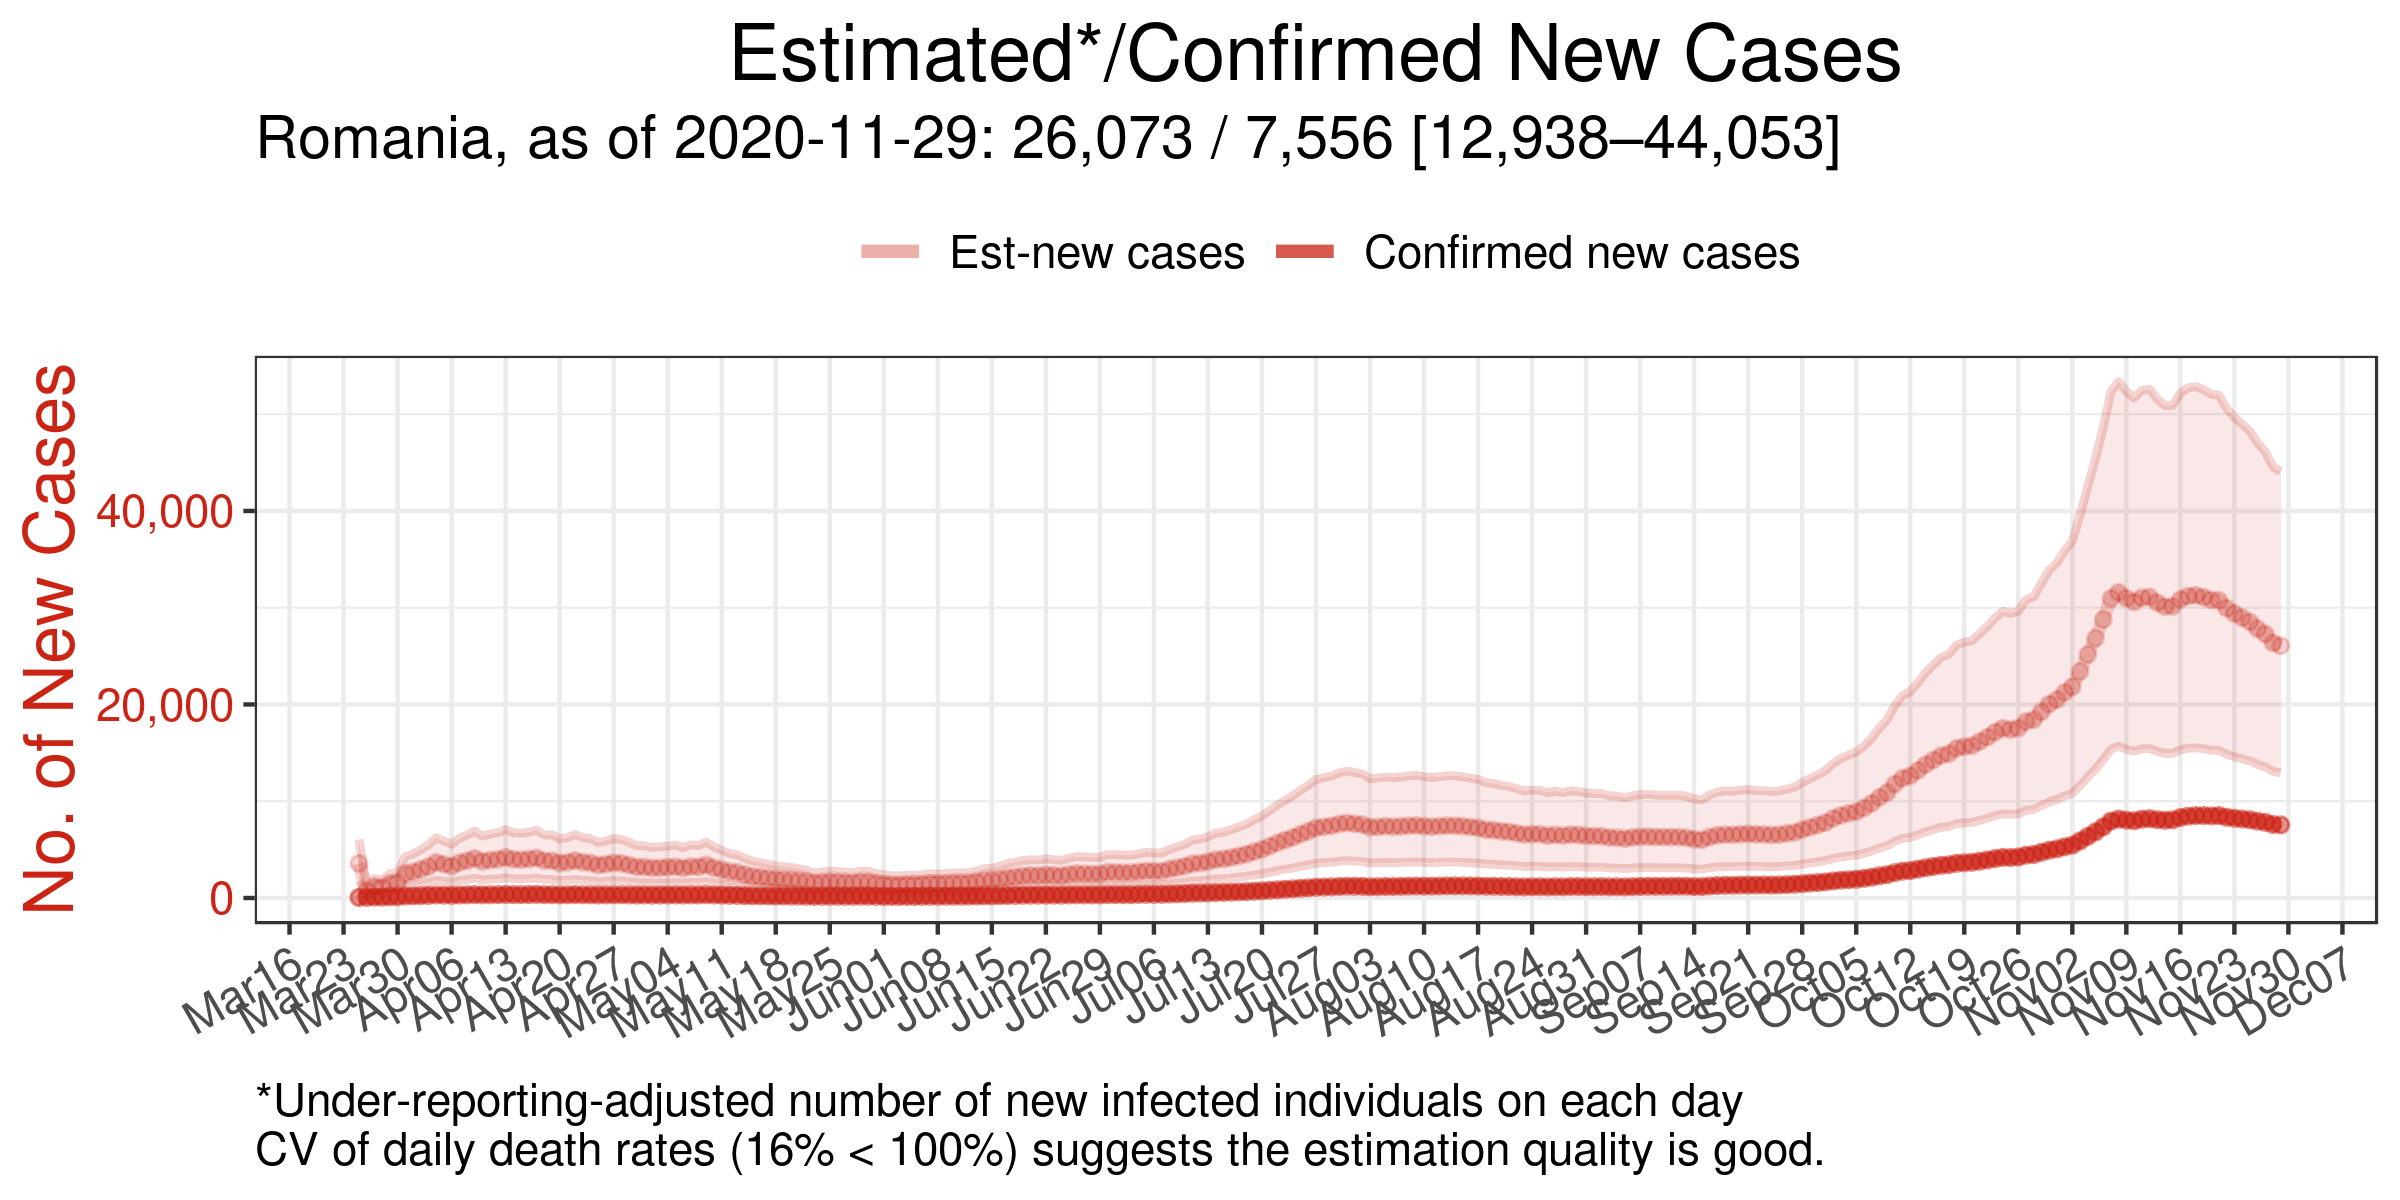 Estimated*/Confirmed New Cases
Romania, as of 2020-11-29: 26,073 / 7,556 [12,938–44,053]
Est-new cases
Confirmed new cases
No. of New Cases
40,000
20,000
0
Mar16
Mar23
Mar30
Apr06
Apr13
Apr20
Apr27
May04
May11
May18
May25
Jun01
Jun08
Jun15
Jun22
Jun29
Jul06
Jul13
Jul20
Jul27
Aug03
Aug10
Aug17
Aug24
Aug31
Sep07
Sep14
Sep21
Sep28
Oct05
Oct12
Oct19
Oct26
Nov02
Nov09
Nov16
Nov23
Nov30
Dec07
*Under-reporting-adjusted number of new infected individuals on each day
CV of daily death rates (16% < 100%) suggests the estimation quality is good.